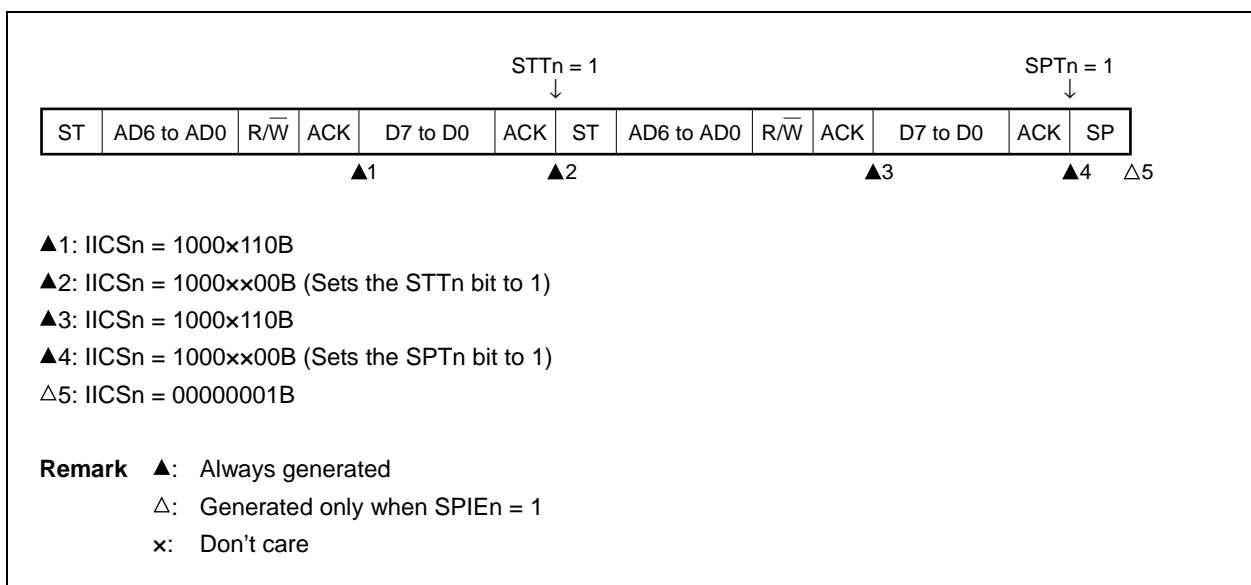 STTn = 1 SPTn = 1
↓ ↓
ST AD6 to AD0 R/W̅ ACK D7 to D0 ACK ST AD6 to AD0 R/W̅ ACK D7 to D0 ACK SP
▲1 ▲2 ▲3 ▲4 △5
▲1: IICSn = 1000×110B
▲2: IICSn = 1000××00B (Sets the STTn bit to 1)
▲3: IICSn = 1000×110B
▲4: IICSn = 1000××00B (Sets the SPTn bit to 1)
△5: IICSn = 00000001B
Remark ▲: Always generated
△: Generated only when SPIEn = 1
×: Don't care